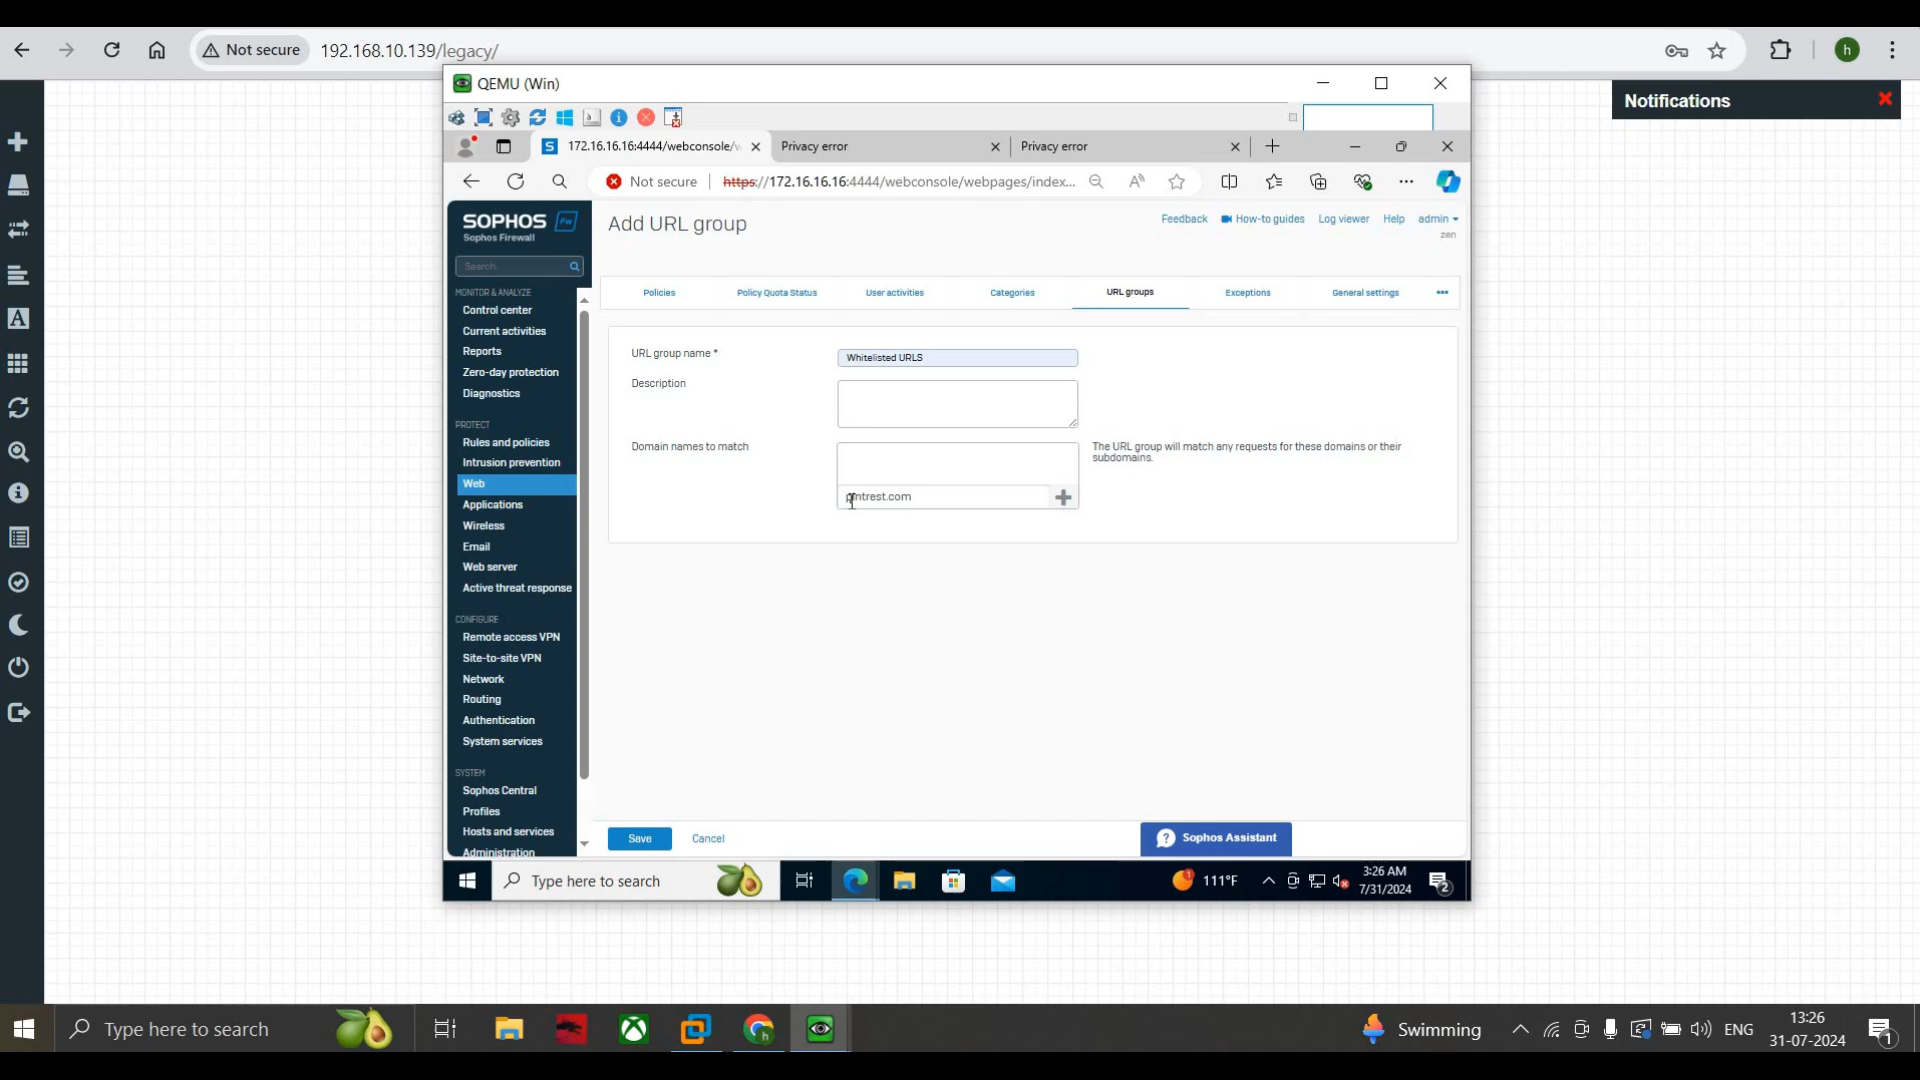 Not secure
192.168.10.139/legacy/
h
Notifications
QEMU (Win)
172.16.16.16:4444/webconsole/w
Privacy error
Privacy error
Not secure
https://172.16.16.16:4444/webconsole/webpages/index...
SOPHOS
Fw
Sophos Firewall
Add URL group
Feedback
How-to guides
Log viewer
Help
admin
zen
Search
Policies
Policy Quota Status
User activities
Categories
URL groups
Exceptions
General settings
MONITOR & ANALYZE
Control center
Current activities
Reports
Zero-day protection
Diagnostics
PROTECT
Rules and policies
Intrusion prevention
Web
Applications
Wireless
Email
Web server
Active threat response
CONFIGURE
Remote access VPN
Site-to-site VPN
Network
Routing
Authentication
System services
SYSTEM
Sophos Central
Profiles
Hosts and services
Administration
URL group name *
Whitelisted URLS
Description
Domain names to match
The URL group will match any requests for these domains or their
subdomains.
pintrest.com
Save
Cancel
Sophos Assistant
Type here to search
111°F
3:26 AM
7/31/2024
2
Type here to search
Swimming
ENG
13:26
31-07-2024
1